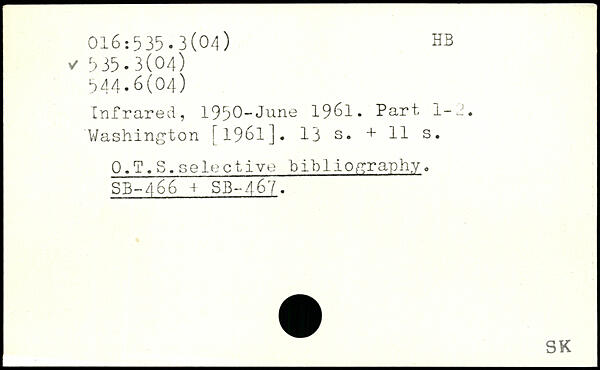 016:535.3(04) HB
✓ 535.3(04)
544.6(04)
Infrared, 1950-June 1961. Part 1-2.
Washington [1961]. 13 s. + 11 s.
O.T.S.selective bibliography.
SB-466 + SB-467.
SK